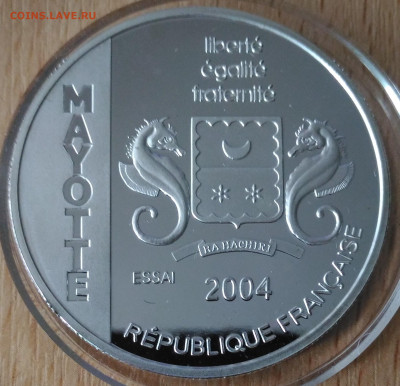 COINS.LAVE.RU
liberté
égalité
fraternité
MAYOTTE
RA HACHIRI
ESSAI
2004
RÉPUBLIQUE FRANÇAISE